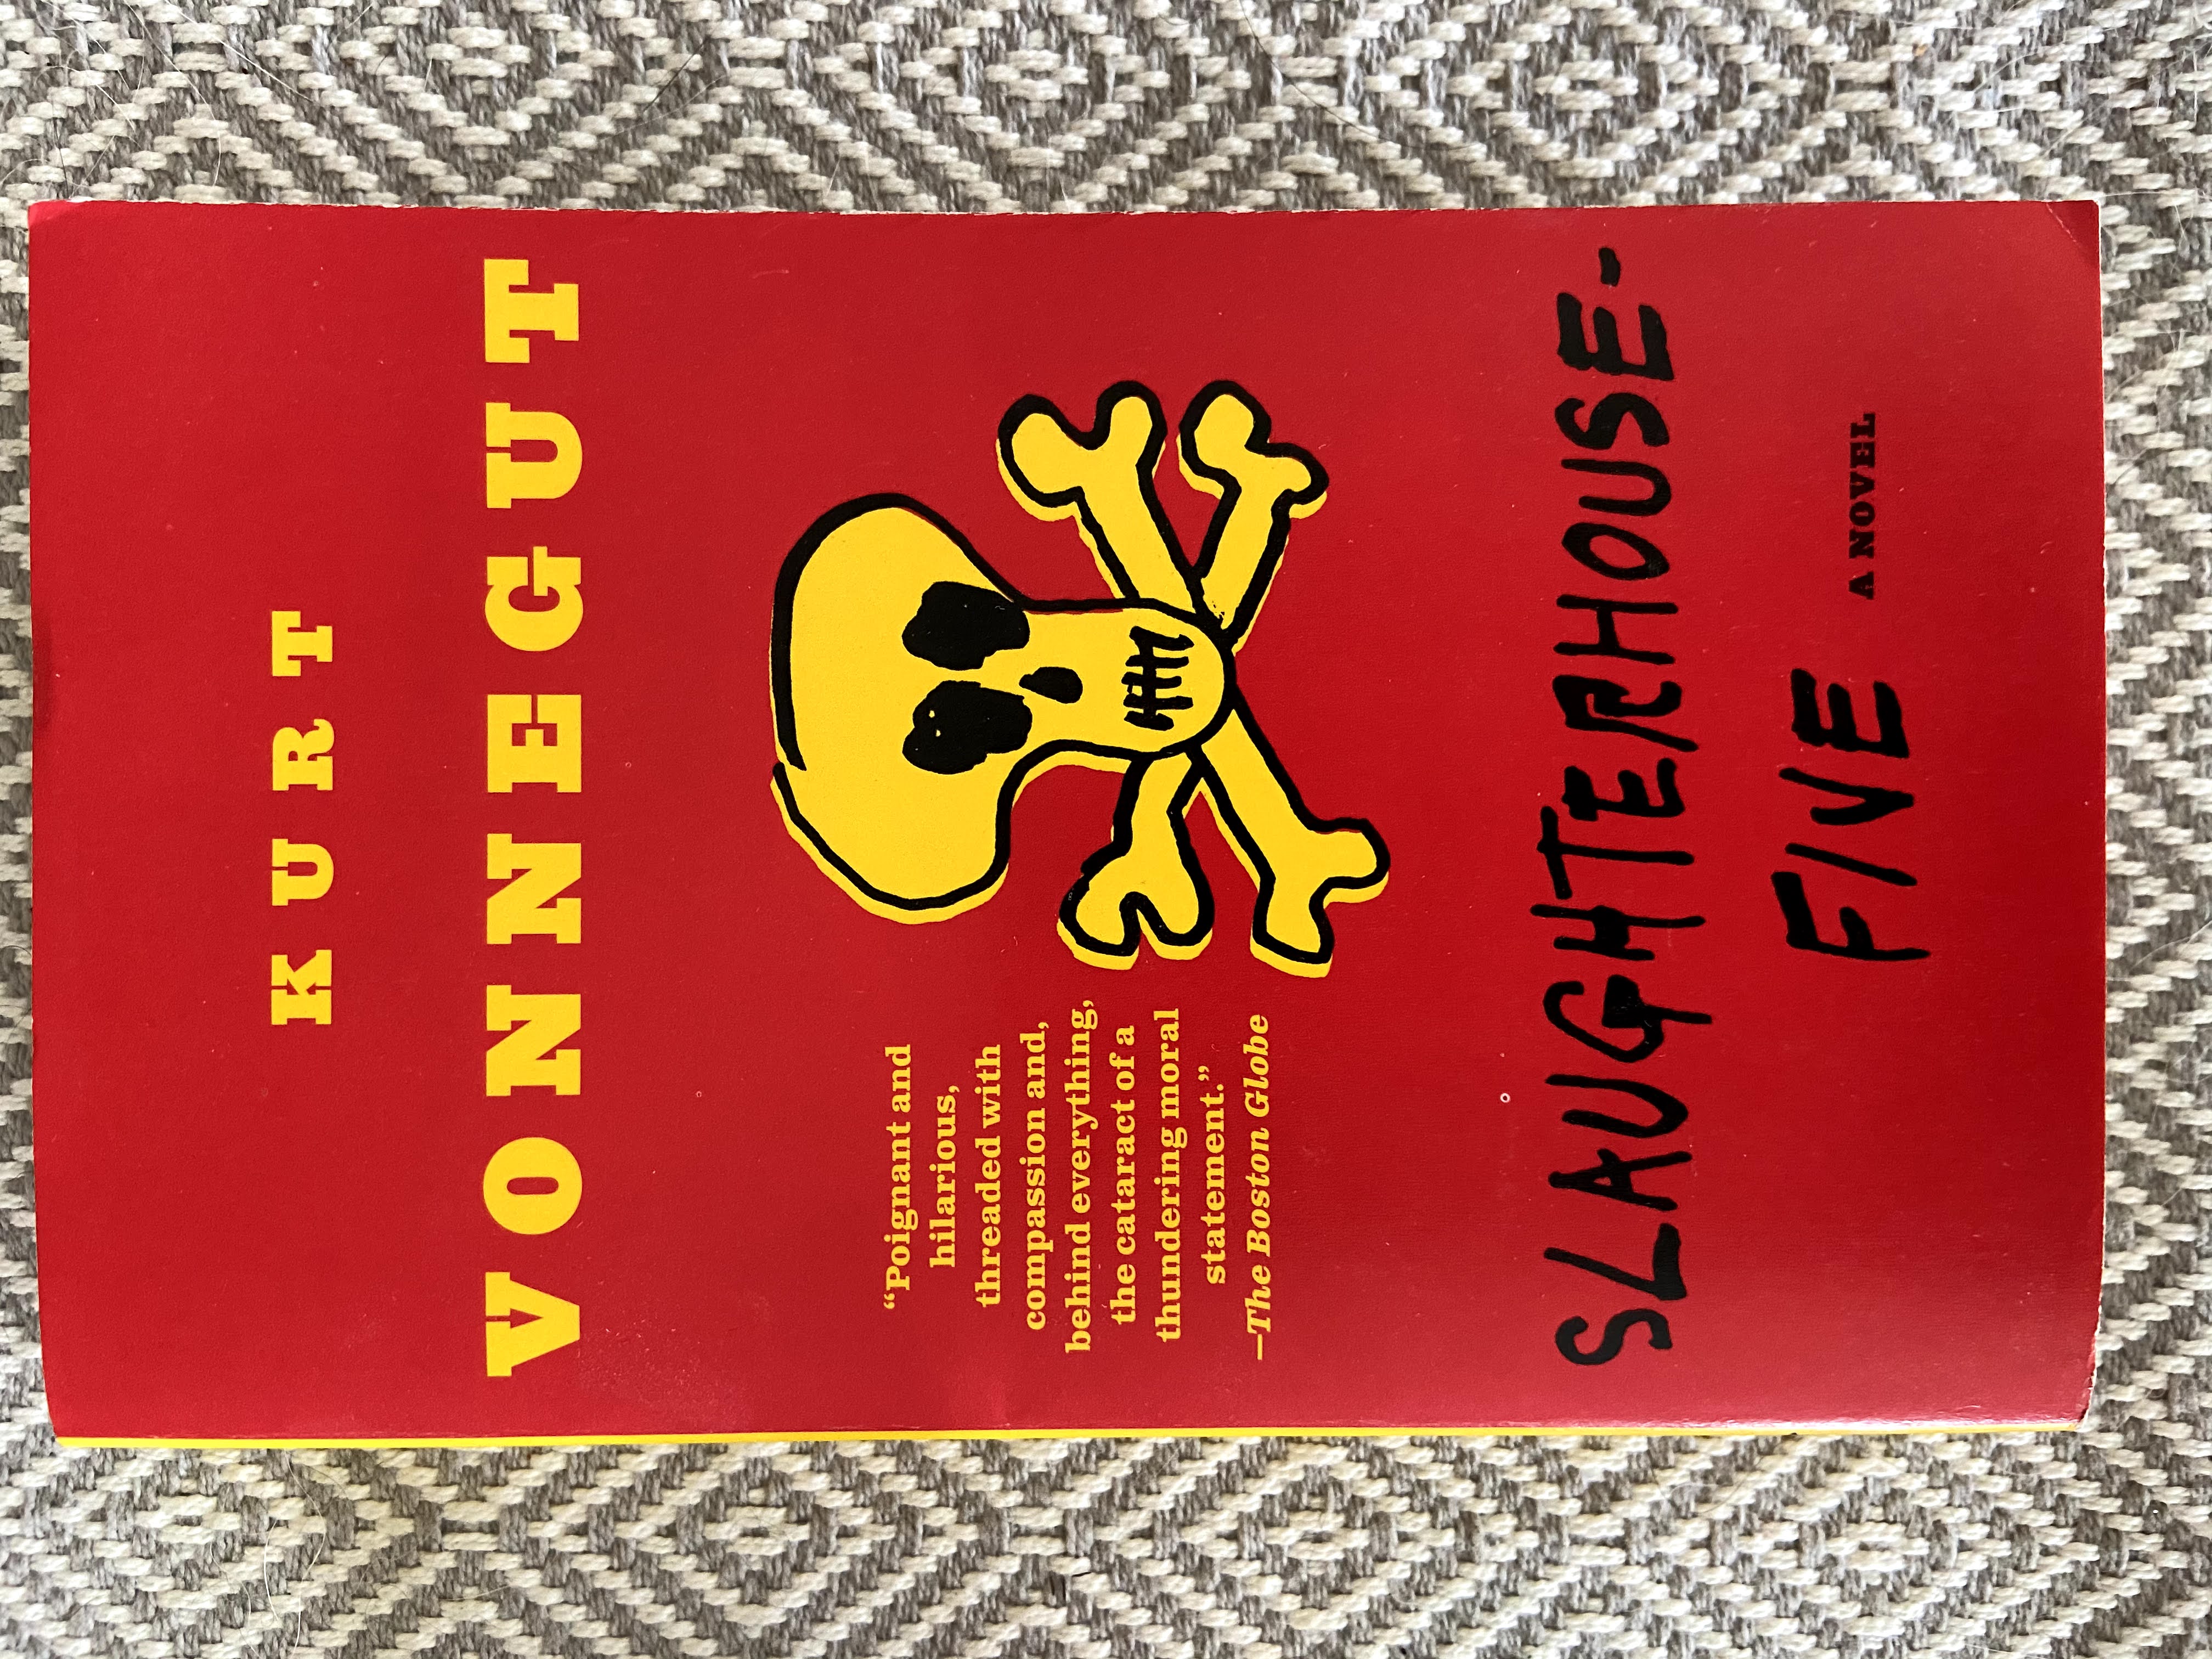 KURT
VONNEGUT
“Poignant and
hilarious,
threaded with
compassion and,
behind everything,
the cataract of a
thundering moral
statement.”
—The Boston Globe
SLAUGHTERHOUSE-
FIVE A NOVEL